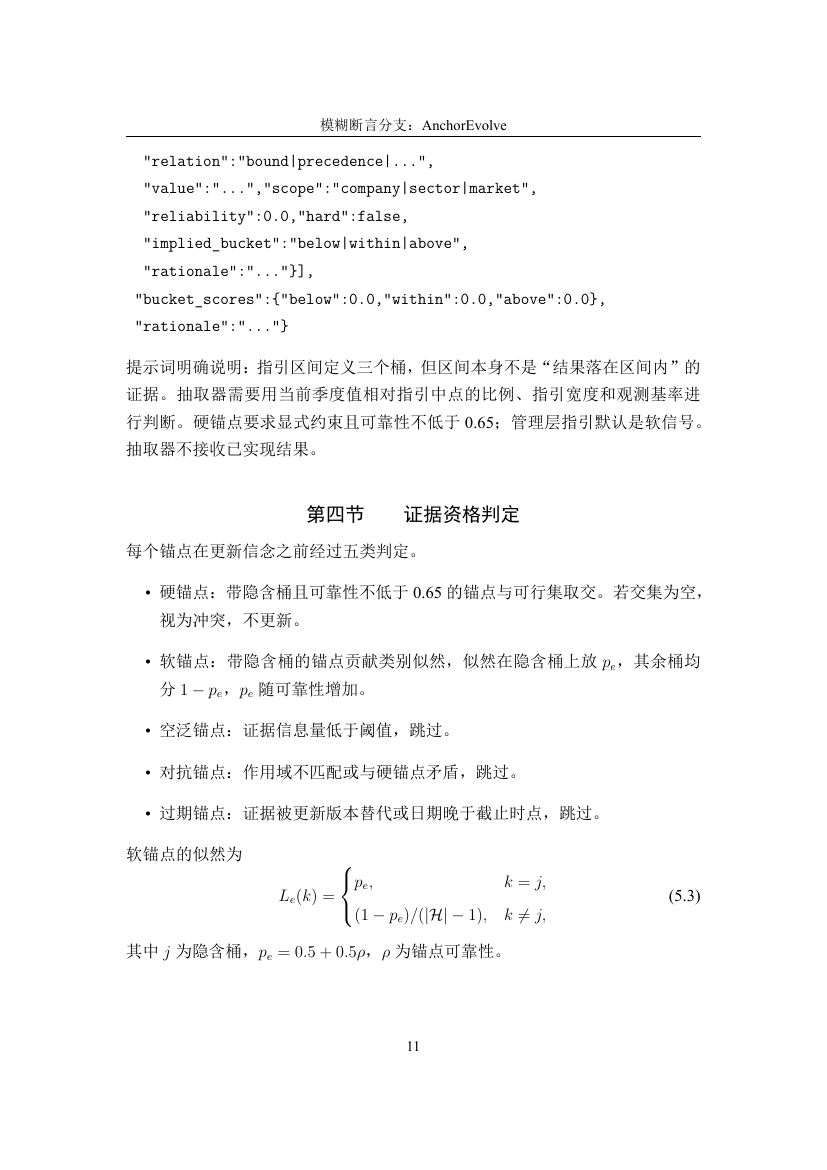 模糊断言分支：AnchorEvolve
"relation":"bound|precedence|...",
"value":"...","scope":"company|sector|market",
"reliability":0.0,"hard":false,
"implied_bucket":"below|within|above",
"rationale":"..."}],
"bucket_scores":{"below":0.0,"within":0.0,"above":0.0},
"rationale":"..."}
提示词明确说明：指引区间定义三个桶，但区间本身不是“结果落在区间内”的
证据。抽取器需要用当前季度值相对指引中点的比例、指引宽度和观测基率进
行判断。硬锚点要求显式约束且可靠性不低于 0.65；管理层指引默认是软信号。
抽取器不接收已实现结果。
第四节 证据资格判定
每个锚点在更新信念之前经过五类判定。
• 硬锚点：带隐含桶且可靠性不低于 0.65 的锚点与可行集取交。若交集为空，
视为冲突，不更新。
• 软锚点：带隐含桶的锚点贡献类别似然，似然在隐含桶上放 pₑ，其余桶均
分 1 − pₑ，pₑ 随可靠性增加。
• 空泛锚点：证据信息量低于阈值，跳过。
• 对抗锚点：作用域不匹配或与硬锚点矛盾，跳过。
• 过期锚点：证据被更新版本替代或日期晚于截止时点，跳过。
软锚点的似然为
Lₑ(k) = { pₑ, k = j,
(1 − pₑ)/(|ℋ| − 1), k ≠ j, (5.3)
其中 j 为隐含桶，pₑ = 0.5 + 0.5ρ，ρ 为锚点可靠性。
11